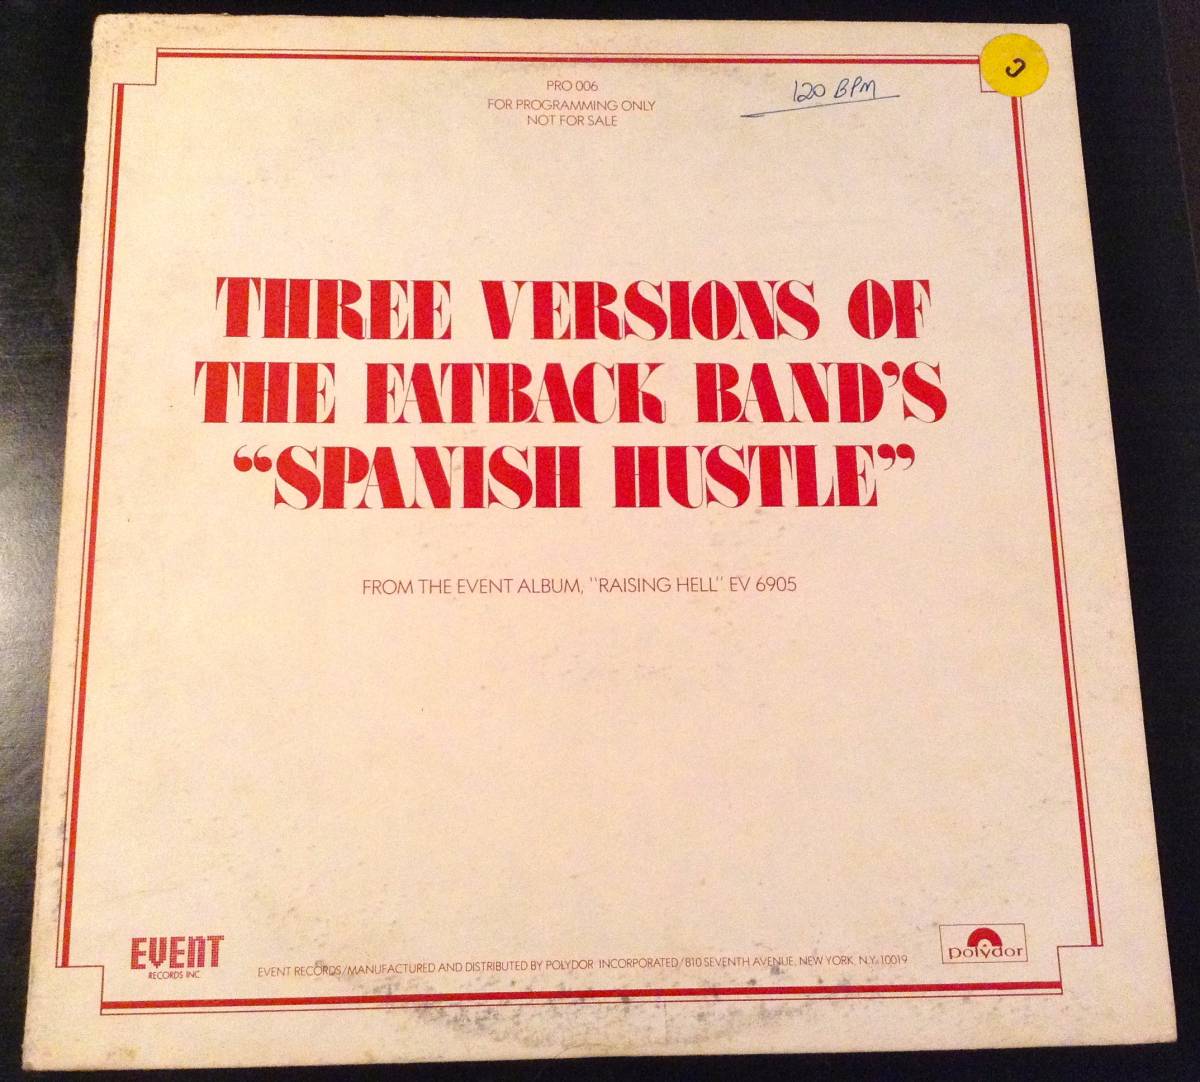 PRO 006
FOR PROGRAMMING ONLY
NOT FOR SALE
120 BPM
THREE VERSIONS OF
THE FATBACK BAND'S
“SPANISH HUSTLE”
FROM THE EVENT ALBUM, "RAISING HELL" EV 6905
EVENT
RECORDS INC
EVENT RECORDS/MANUFACTURED AND DISTRIBUTED BY POLYDOR INCORPORATED/810 SEVENTH AVENUE, NEW YORK, N.Y. 10019
polydor